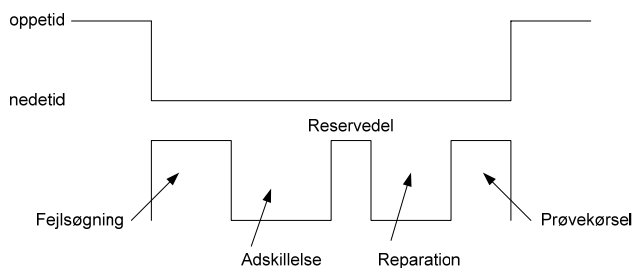 oppetid
nedetid
Reservedel
Fejlsøgning
Prøvekørsel
Adskillelse
Reparation